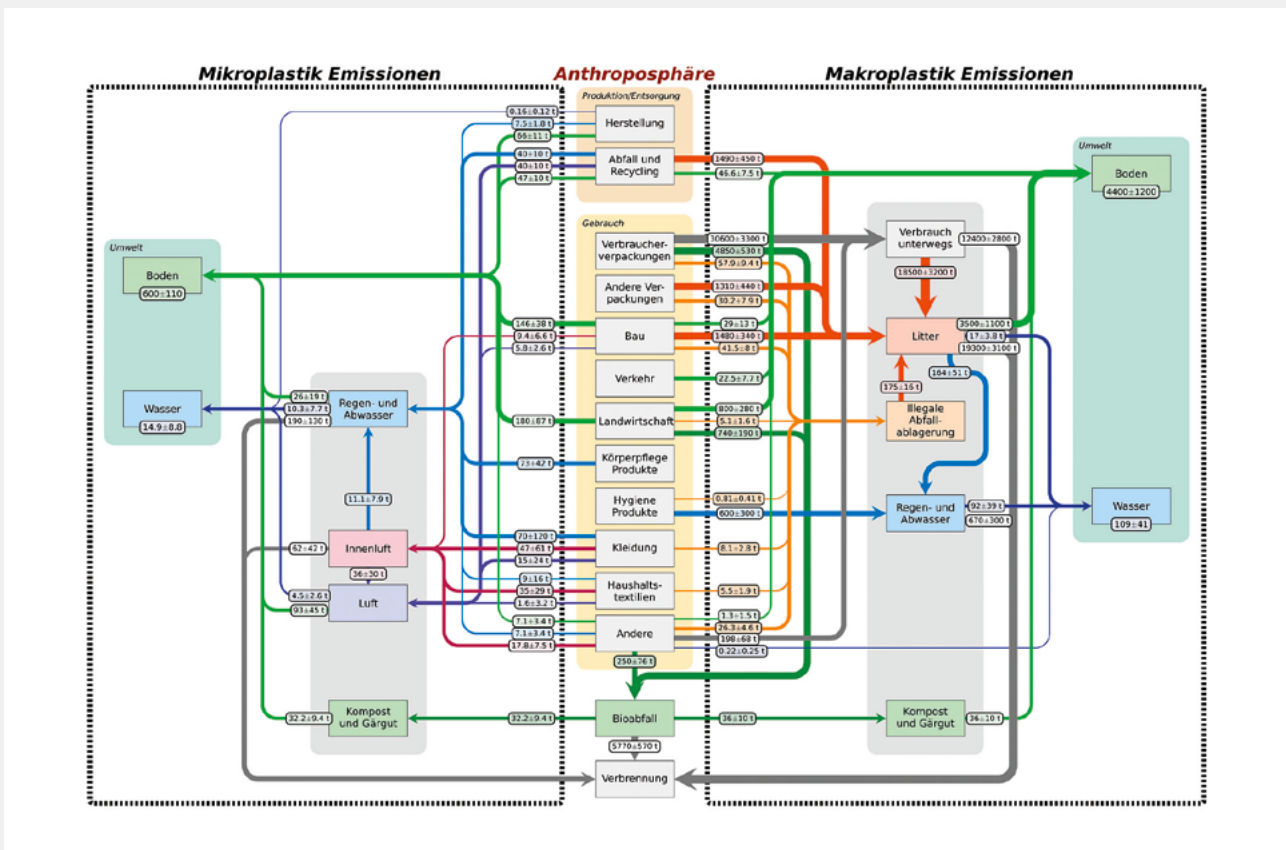 Mikroplastik Emissionen
Anthroposphäre
Makroplastik Emissionen
Produktion/Entsorgung
Herstellung
Abfall und
Recycling
0.16±0.12 t
7.5±1.8 t
66±11 t
40±10 t
40±10 t
47±10 t
1490±450 t
46.6±7.5 t
Umwelt
Boden
4400±1200
Wasser
109±41
Gebrauch
Verbraucher-
verpackungen
Andere Ver-
packungen
Bau
Verkehr
Landwirtschaft
Körperpflege
Produkte
Hygiene
Produkte
Kleidung
Haushalts-
textilien
Andere
30600±3300 t
4850±530 t
57.9±9.4 t
1310±440 t
30.2±7.9 t
29±13 t
1480±340 t
41.5±8 t
22.5±7.7 t
800±280 t
5.1±1.6 t
740±190 t
0.81±0.41 t
600±300 t
8.1±2.8 t
5.5±1.9 t
1.3±1.5 t
26.3±4.6 t
198±68 t
0.22±0.25 t
250±76 t
146±38 t
9.4±6.6 t
5.8±2.6 t
180±87 t
73±42 t
70±120 t
47±61 t
15±24 t
9±16 t
35±29 t
1.6±3.2 t
7.1±3.4 t
7.1±3.4 t
17.8±7.5 t
Umwelt
Boden
600±110
Wasser
14.9±8.8
26±19 t
10.3±7.7 t
190±130 t
Regen- und
Abwasser
11.1±7.9 t
62±42 t
Innenluft
36±30 t
4.5±2.6 t
93±45 t
Luft
32.2±9.4 t
Kompost
und Gärgut
32.2±9.4 t
Bioabfall
36±10 t
5770±570 t
Verbrennung
Verbrauch
unterwegs
12400±2800 t
18500±3200 t
Litter
3500±1100 t
17±3.8 t
19300±3100 t
164±51 t
175±16 t
Illegale
Abfall-
ablagerung
Regen- und
Abwasser
92±39 t
670±300 t
Kompost
und Gärgut
36±10 t